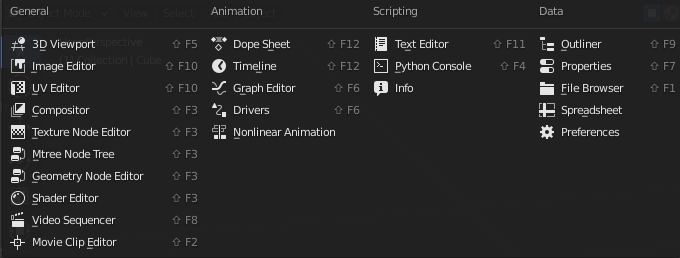 General
3D Viewport ⇧ F5
Image Editor ⇧ F10
UV Editor ⇧ F10
Compositor ⇧ F3
Texture Node Editor ⇧ F3
Mtree Node Tree ⇧ F3
Geometry Node Editor ⇧ F3
Shader Editor ⇧ F3
Video Sequencer ⇧ F8
Movie Clip Editor ⇧ F2
Animation
Dope Sheet ⇧ F12
Timeline ⇧ F12
Graph Editor ⇧ F6
Drivers ⇧ F6
Nonlinear Animation
Scripting
Text Editor ⇧ F11
Python Console ⇧ F4
Info
Data
Outliner ⇧ F9
Properties ⇧ F7
File Browser ⇧ F1
Spreadsheet
Preferences